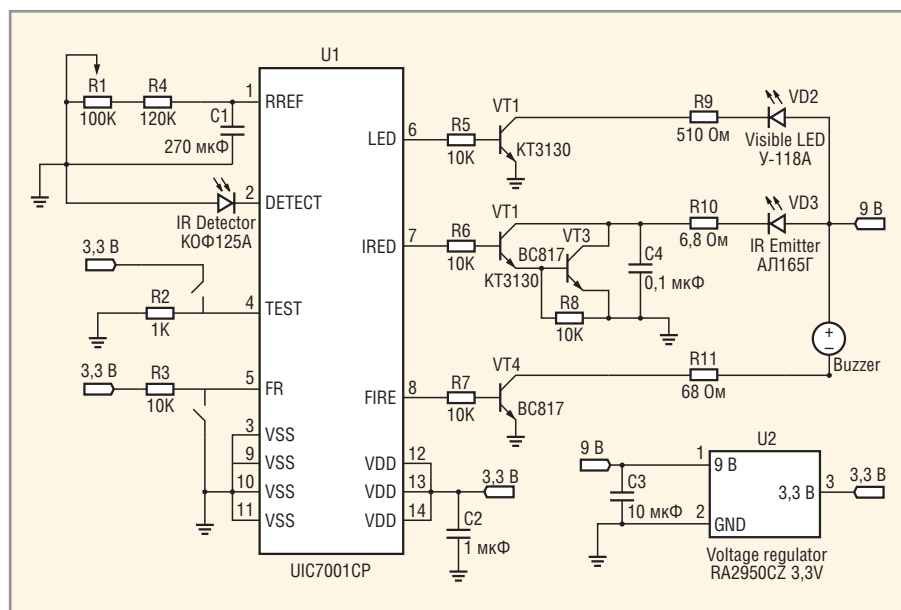 U1
R1
100K
R4
120K
C1
270 мкФ
1
RREF
2
DETECT
IR Detector
КОФ125А
3,3 В
R2
1K
4
TEST
3,3 В
R3
10K
5
FR
3
VSS
9
VSS
10
VSS
11
VSS
LED
6
R5
10K
VT1
КТ3130
R9
510 Ом
VD2
Visible LED
У-118А
IRED
7
R6
10K
VT1
КТ3130
VT3
BC817
R8
10K
C4
0,1 мкФ
R10
6,8 Ом
VD3
IR Emitter
АЛ165Г
9 В
+
–
Buzzer
FIRE
8
R7
10K
VT4
BC817
R11
68 Ом
VDD
12
VDD
13
VDD
14
3,3 В
C2
1 мкФ
UIC7001CP
9 В
C3
10 мкФ
U2
1
9 В
2
GND
3,3 В
3
3,3 В
Voltage regulator
RA2950CZ 3,3V